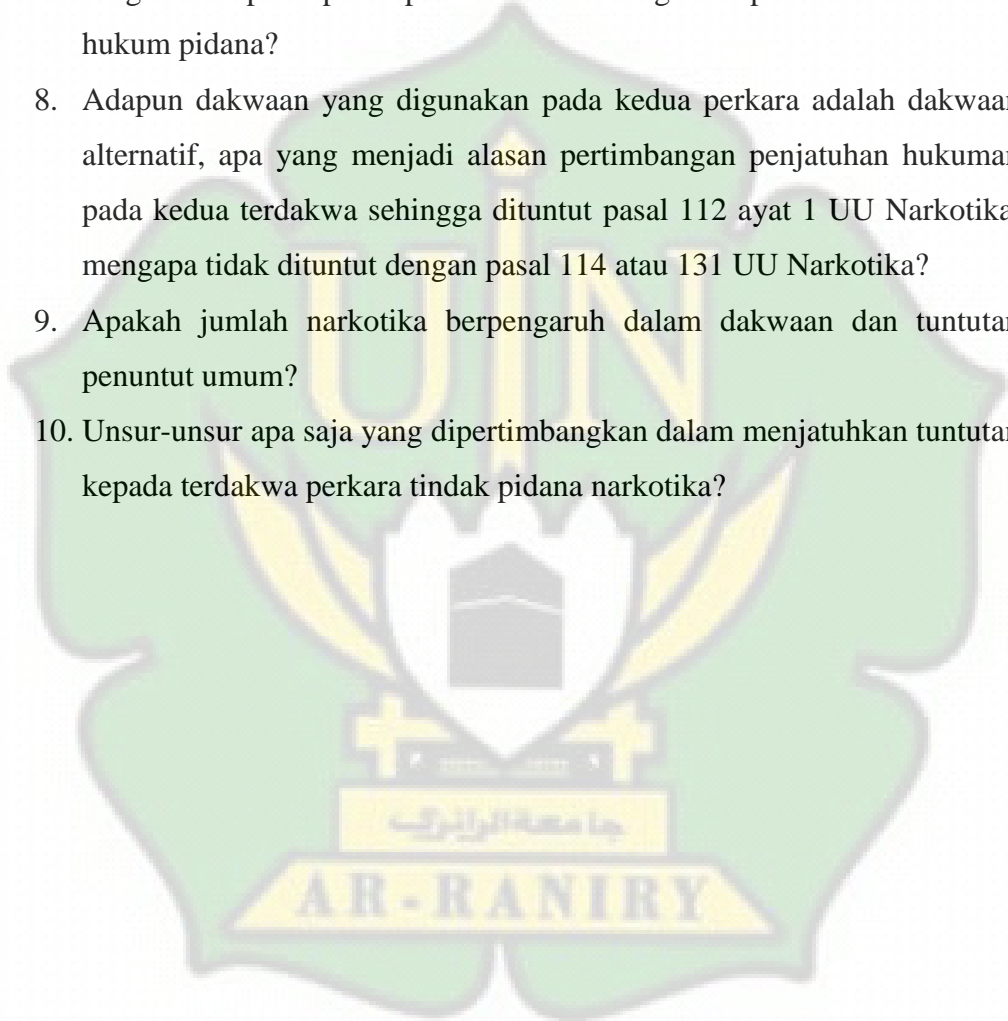 hukum pidana?
8. Adapun dakwaan yang digunakan pada kedua perkara adalah dakwaan
alternatif, apa yang menjadi alasan pertimbangan penjatuhan hukuman
pada kedua terdakwa sehingga dituntut pasal 112 ayat 1 UU Narkotika
mengapa tidak dituntut dengan pasal 114 atau 131 UU Narkotika?
9. Apakah jumlah narkotika berpengaruh dalam dakwaan dan tuntutan
penuntut umum?
10. Unsur-unsur apa saja yang dipertimbangkan dalam menjatuhkan tuntutan
kepada terdakwa perkara tindak pidana narkotika?
UIN
جامعة الرانري
AR-RANIRY